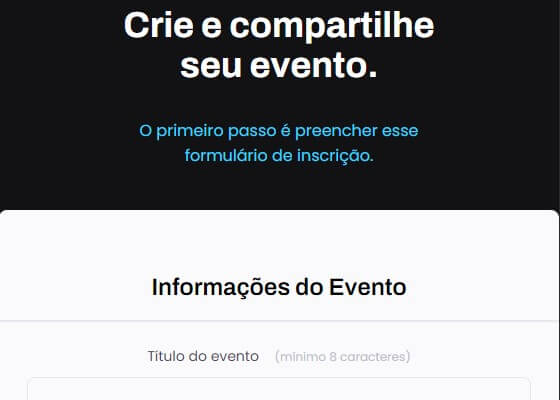 Crie e compartilhe
seu evento.
O primeiro passo é preencher esse
formulário de inscrição.
Informações do Evento
Título do evento (mínimo 8 caracteres)